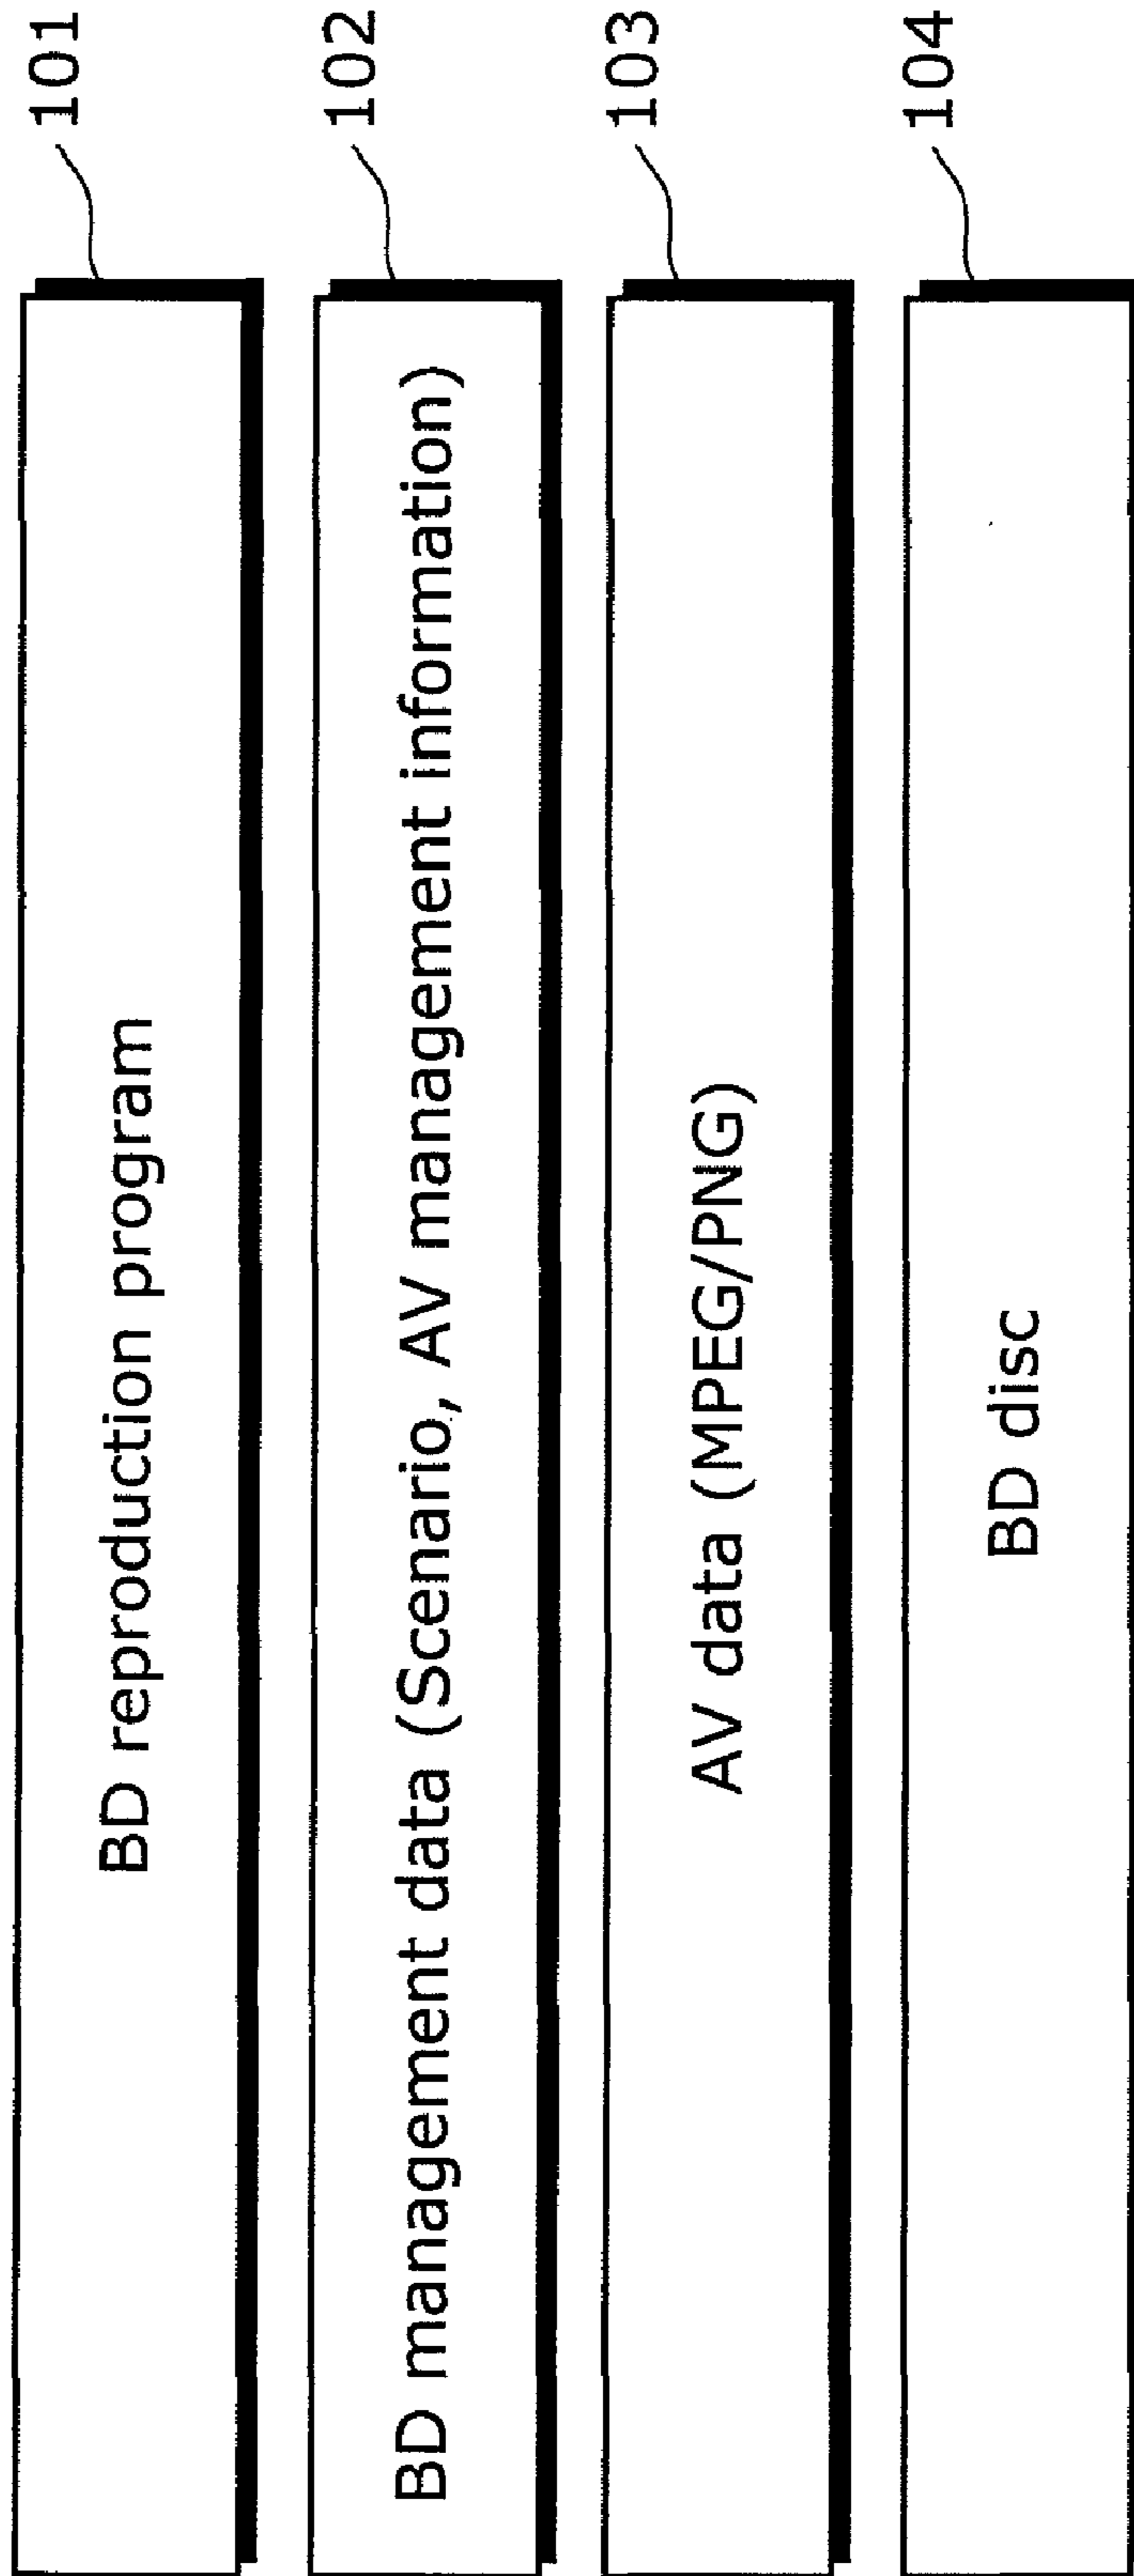 BD reproduction program
101
BD management data (Scenario, AV management information)
102
AV data (MPEG/PNG)
103
BD disc
104